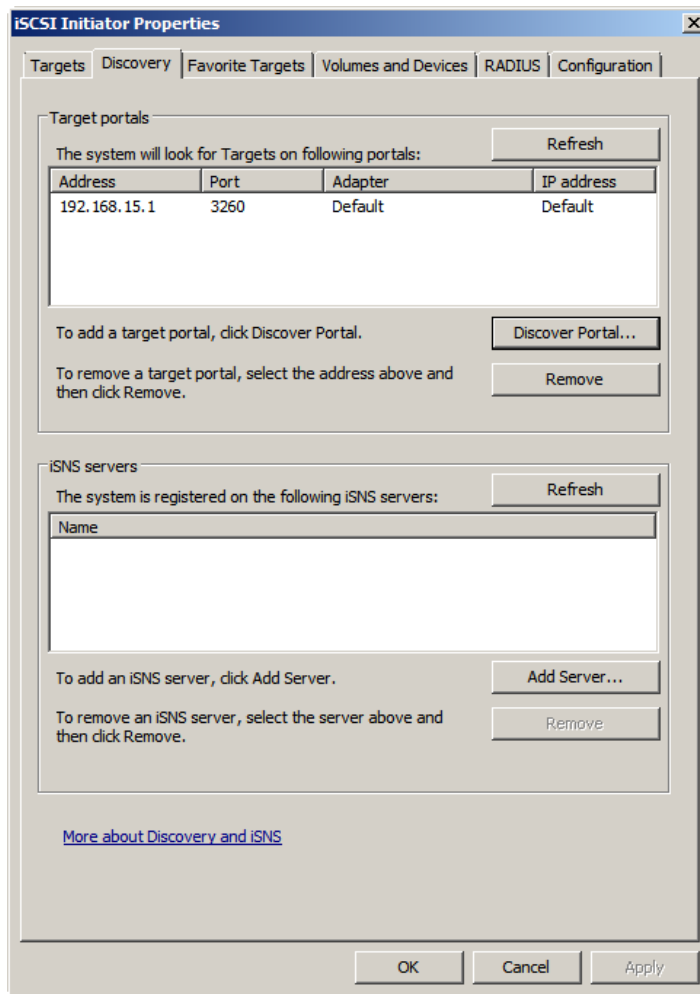 iSCSI Initiator Properties
Targets Discovery Favorite Targets Volumes and Devices RADIUS Configuration
Target portals
The system will look for Targets on following portals: Refresh
Address Port Adapter IP address
192.168.15.1 3260 Default Default
To add a target portal, click Discover Portal. Discover Portal...
To remove a target portal, select the address above and
then click Remove.
Remove
iSNS servers
The system is registered on the following iSNS servers: Refresh
Name
To add an iSNS server, click Add Server. Add Server...
To remove an iSNS server, select the server above and
then click Remove.
Remove
More about Discovery and iSNS
OK Cancel Apply